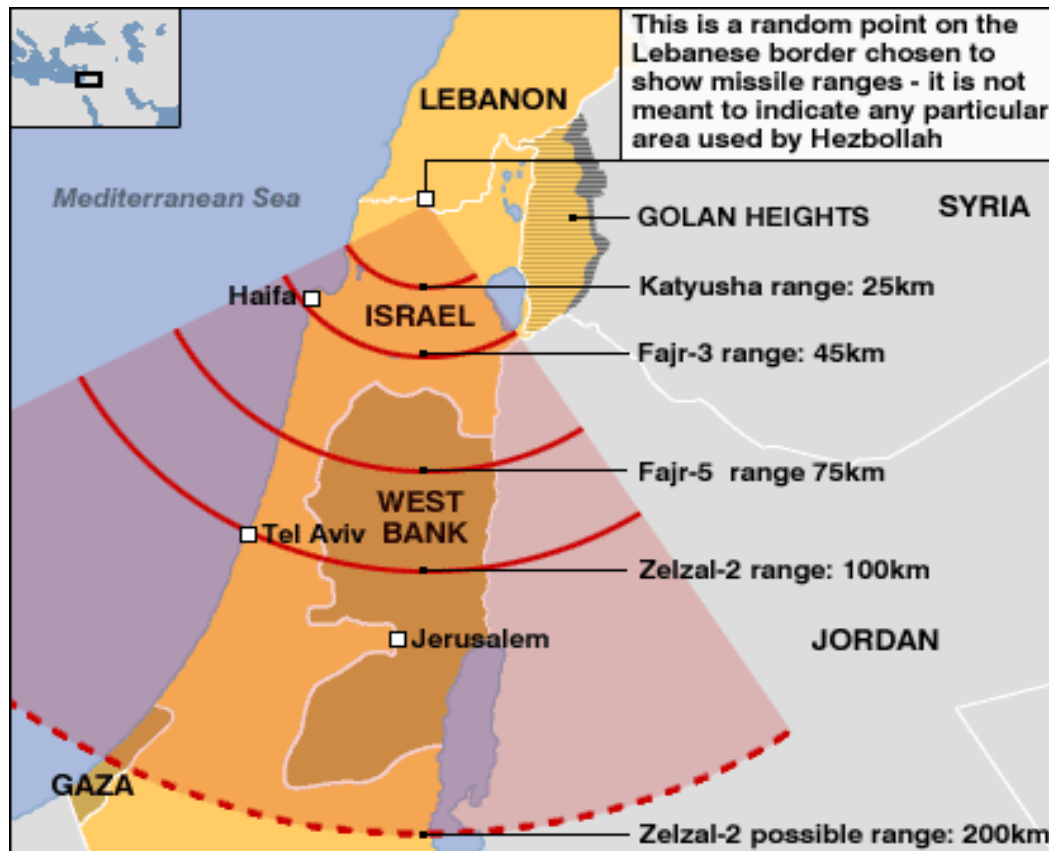 This is a random point on the
Lebanese border chosen to
show missile ranges - it is not
meant to indicate any particular
area used by Hezbollah
LEBANON
Mediterranean Sea
GOLAN HEIGHTS
SYRIA
Katyusha range: 25km
Haifa
ISRAEL
Fajr-3 range: 45km
Fajr-5 range 75km
WEST
BANK
Tel Aviv
Zelzal-2 range: 100km
Jerusalem
JORDAN
GAZA
Zelzal-2 possible range: 200km